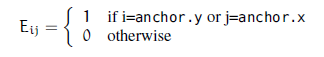 E_ij = { 1 if i=anchor.y or j=anchor.x
0 otherwise